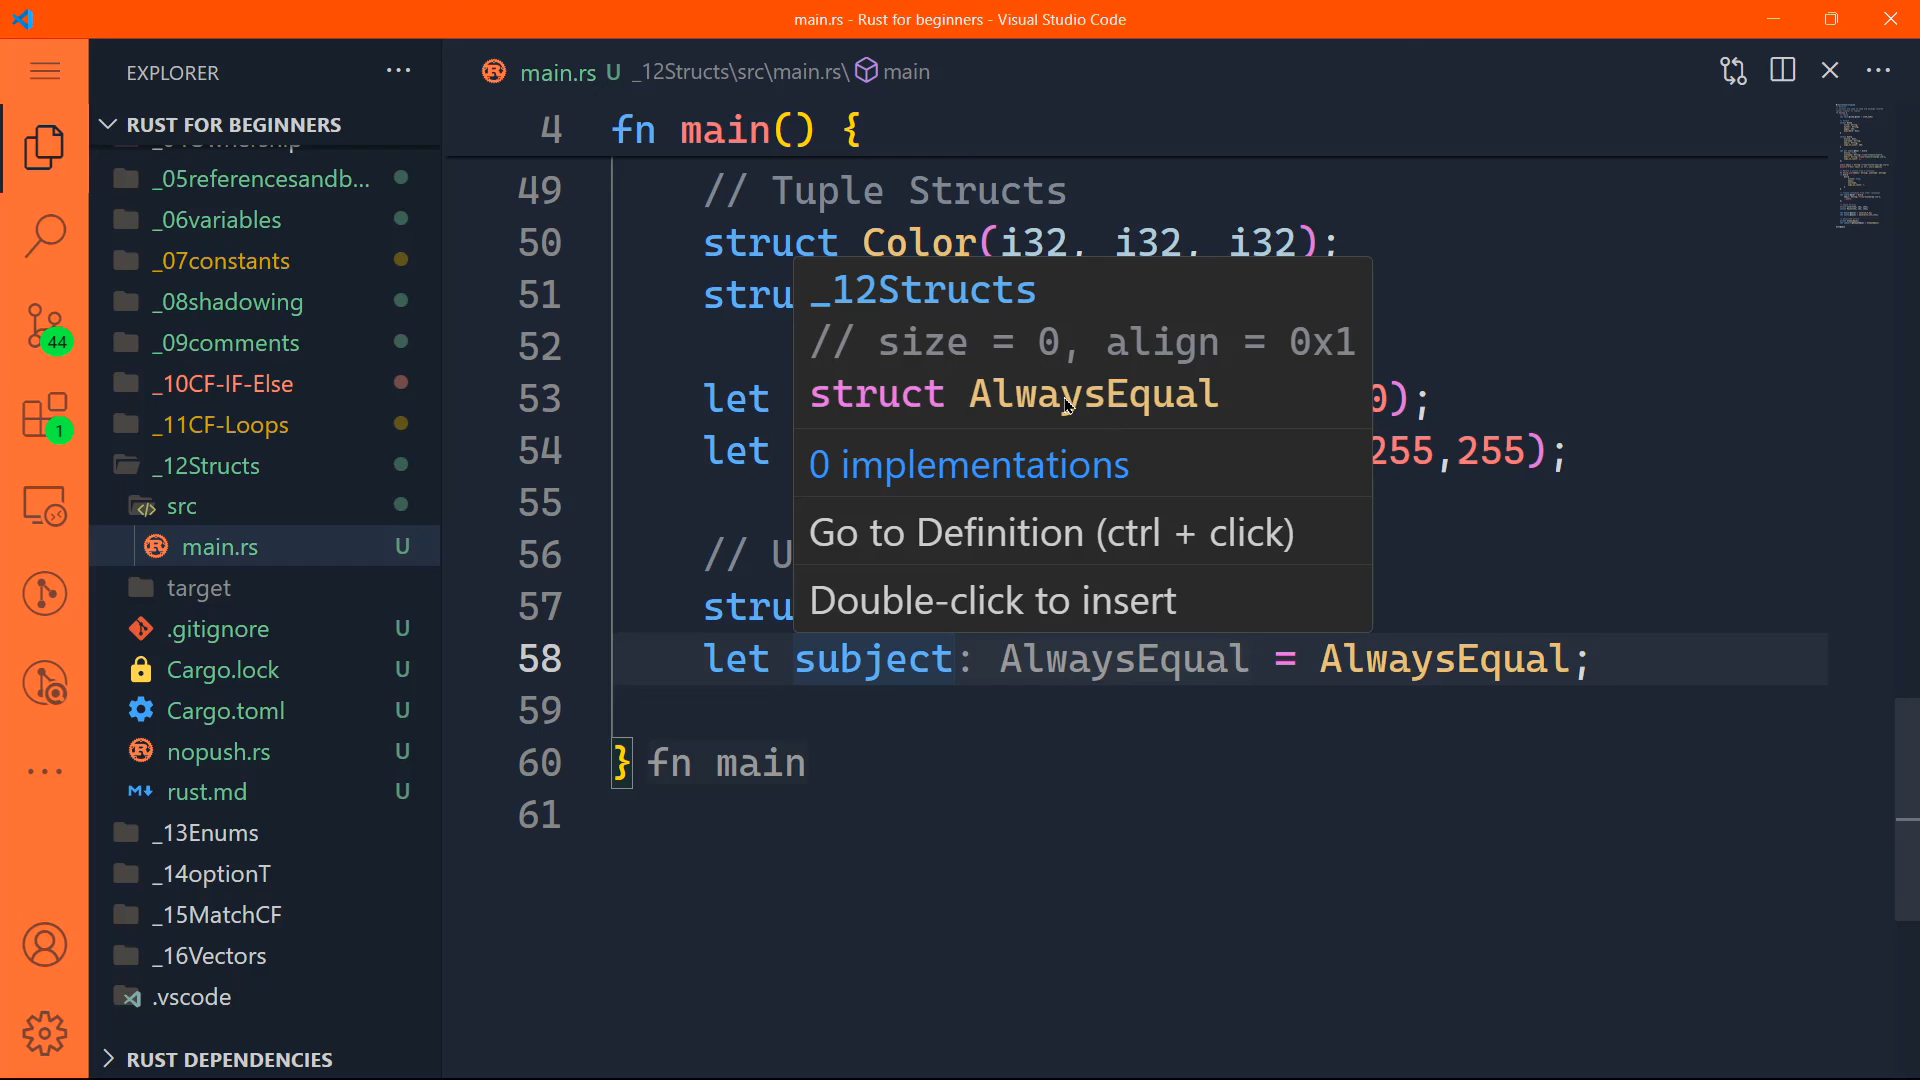 main.rs - Rust for beginners - Visual Studio Code
EXPLORER
RUST FOR BEGINNERS
_05referencesandb...
_06variables
_07constants
_08shadowing
_09comments
_10CF-IF-Else
_11CF-Loops
_12Structs
src
main.rs U
target
.gitignore U
Cargo.lock U
Cargo.toml U
nopush.rs U
rust.md U
_13Enums
_14optionT
_15MatchCF
_16Vectors
.vscode
RUST DEPENDENCIES
44
1
main.rs U _12Structs\src\main.rs\ main
4 fn main() {
49 // Tuple Structs
50 struct Color(i32, i32, i32);
51 stru
52
53 let 0);
54 let 255,255);
55
56 // U
57 stru
58 let subject: AlwaysEqual = AlwaysEqual;
59
60 } fn main
61
_12Structs
// size = 0, align = 0x1
struct AlwaysEqual
0 implementations
Go to Definition (ctrl + click)
Double-click to insert